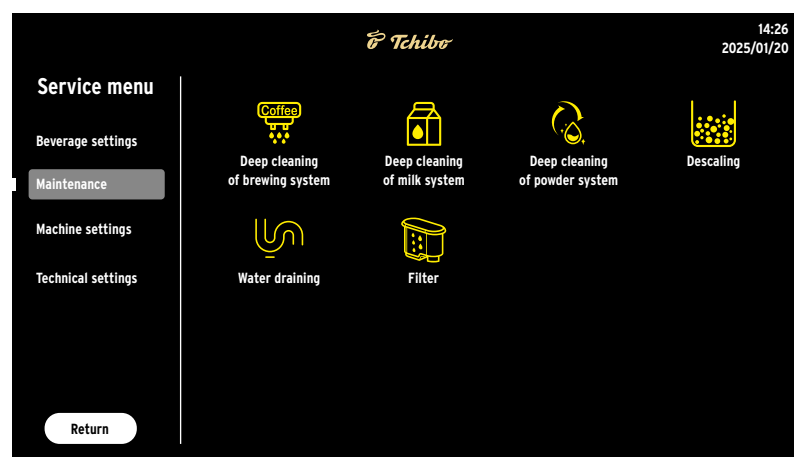 Tchibo
14:26
2025/01/20
Service menu
Beverage settings
Maintenance
Machine settings
Technical settings
Return
Coffee
Deep cleaning
of brewing system
Deep cleaning
of milk system
Deep cleaning
of powder system
Descaling
Water draining
Filter